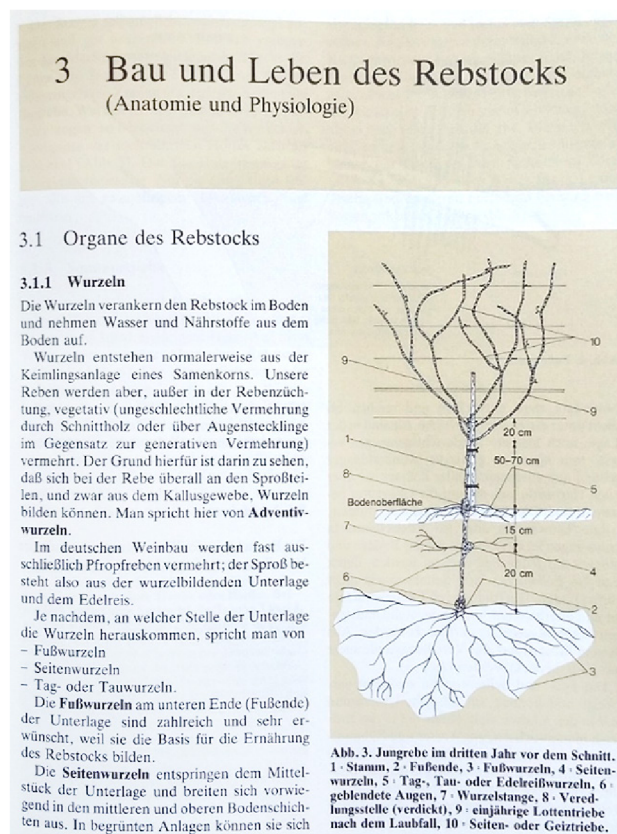 3 Bau und Leben des Rebstocks
(Anatomie und Physiologie)
3.1 Organe des Rebstocks
3.1.1 Wurzeln
Die Wurzeln verankern den Rebstock im Boden
und nehmen Wasser und Nährstoffe aus dem
Boden auf.
Wurzeln entstehen normalerweise aus der
Keimlingsanlage eines Samenkorns. Unsere
Reben werden aber, außer in der Rebenzüch-
tung, vegetativ (ungeschlechtliche Vermehrung
durch Schnittholz oder über Augenstecklinge
im Gegensatz zur generativen Vermehrung)
vermehrt. Der Grund hierfür ist darin zu sehen,
daß sich bei der Rebe überall an den Sproßtei-
len, und zwar aus dem Kallusgewebe, Wurzeln
bilden können. Man spricht hier von Adventiv-
wurzeln.
Im deutschen Weinbau werden fast aus-
schließlich Pfropfreben vermehrt; der Sproß be-
steht also aus der wurzelbildenden Unterlage
und dem Edelreis.
Je nachdem, an welcher Stelle der Unterlage
die Wurzeln herauskommen, spricht man von
– Fußwurzeln
– Seitenwurzeln
– Tag- oder Tauwurzeln.
Die Fußwurzeln am unteren Ende (Fußende)
der Unterlage sind zahlreich und sehr er-
wünscht, weil sie die Basis für die Ernährung
des Rebstocks bilden.
Die Seitenwurzeln entspringen dem Mittel-
stück der Unterlage und breiten sich vorwie-
gend in den mittleren und oberen Bodenschich-
ten aus. In begrünten Anlagen können sie sich
10
9
9
20 cm
1
50–70 cm
8
5
Bodenoberfläche
7
15 cm
4
20 cm
6
2
3
Abb. 3. Jungrebe im dritten Jahr vor dem Schnitt.
1 = Stamm, 2 = Fußende, 3 = Fußwurzeln, 4 = Seiten-
wurzeln, 5 = Tag-, Tau- oder Edelreißwurzeln, 6 =
geblendete Augen, 7 = Wurzelstange, 8 = Vered-
lungsstelle (verdickt), 9 = einjährige Lottentriebe
nach dem Laubfall, 10 = Seiten- oder Geiztriebe.